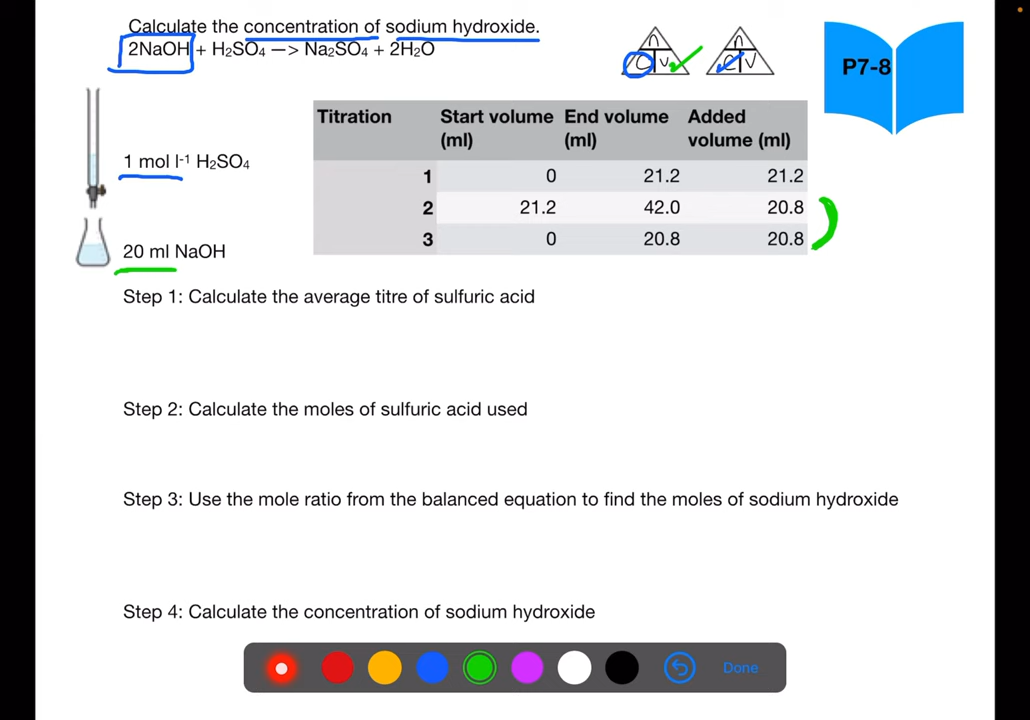 Calculate the concentration of sodium hydroxide.
2NaOH + H₂SO₄ —> Na₂SO₄ + 2H₂O
n n
C V C V
P7-8
Titration Start volume (ml) End volume (ml) Added volume (ml)
1 0 21.2 21.2
2 21.2 42.0 20.8
3 0 20.8 20.8
1 mol l⁻¹ H₂SO₄
20 ml NaOH
Step 1: Calculate the average titre of sulfuric acid
Step 2: Calculate the moles of sulfuric acid used
Step 3: Use the mole ratio from the balanced equation to find the moles of sodium hydroxide
Step 4: Calculate the concentration of sodium hydroxide
Done